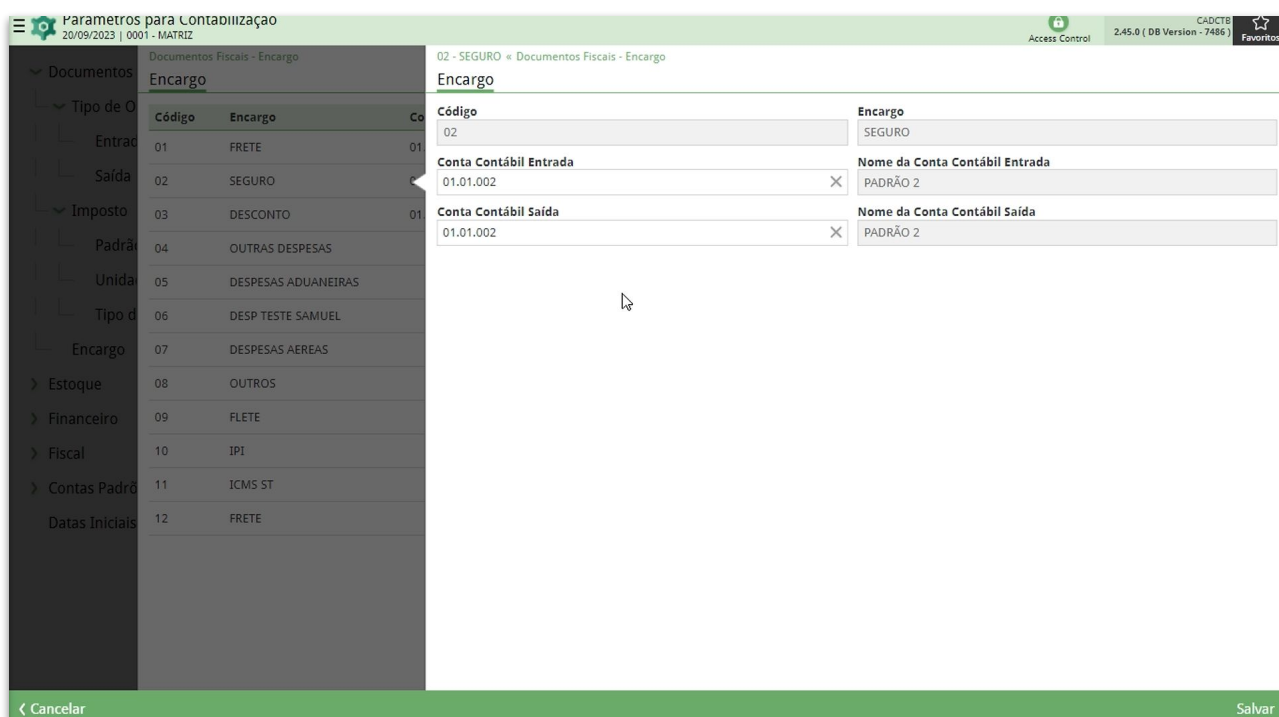 Parâmetros para Contabilização
20/09/2023 | 0001 - MATRIZ
Access Control
CADCTB
2.45.0 ( DB Version - 7486 )
Favoritos
Documentos
Tipo de O
Entrad
Saída
Imposto
Padrã
Unida
Tipo d
Encargo
Estoque
Financeiro
Fiscal
Contas Padrõ
Datas Iniciais
Documentos Fiscais - Encargo
Encargo
Código Encargo Co
01 FRETE 01
02 SEGURO 0
03 DESCONTO 01.
04 OUTRAS DESPESAS
05 DESPESAS ADUANEIRAS
06 DESP TESTE SAMUEL
07 DESPESAS AEREAS
08 OUTROS
09 FLETE
10 IPI
11 ICMS ST
12 FRETE
02 - SEGURO « Documentos Fiscais - Encargo
Encargo
Código Encargo
02 SEGURO
Conta Contábil Entrada Nome da Conta Contábil Entrada
01.01.002 PADRÃO 2
Conta Contábil Saída Nome da Conta Contábil Saída
01.01.002 PADRÃO 2
Cancelar
Salvar